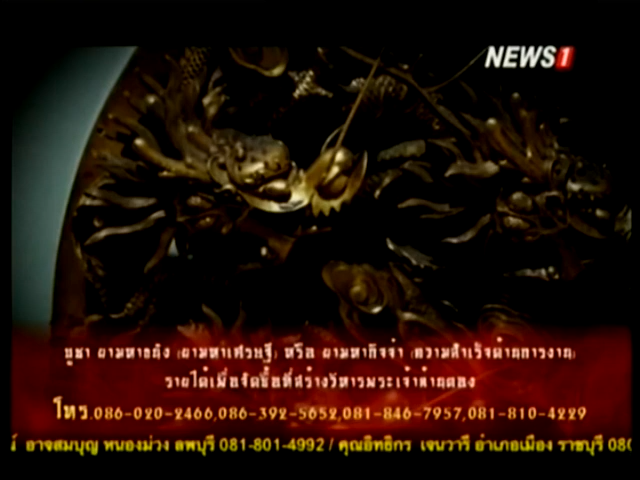 NEWS1
บูชา ยามหาขลัง (ยามหาเศรษฐี) หรือ ยามหากิจจำ (ความสำเร็จด้านการงาน)
รายได้เพื่อจัดซื้อที่สร้างวิหารพระเจ้าห้ามดอง
โทร.086-020-2466,086-392-5652,081-846-7957,081-810-4229
อาจสมบุญ หนองม่วง ลพบุรี 081-801-4992 / คุณอิทธิกร เจนวารี อำเภอเมือง ราชบุรี